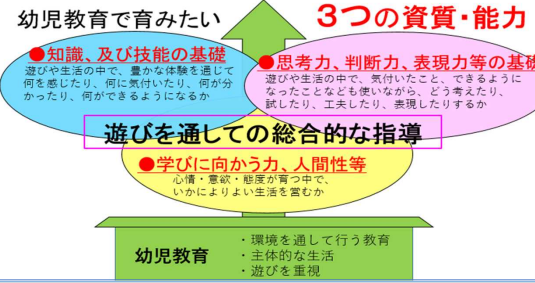 幼児教育で育みたい
3つの資質・能力
●知識、及び技能の基礎
遊びや生活の中で、豊かな体験を通じて
何を感じたり、何に気付いたり、何が分
かったり、何ができるようになるか
●思考力、判断力、表現力等の基礎
遊びや生活の中で、気付いたこと、できるように
なったことなども使いながら、どう考えたり、
試したり、工夫したり、表現したりするか
遊びを通しての総合的な指導
●学びに向かう力、人間性等
心情・意欲・態度が育つ中で、
いかによりよい生活を営むか
幼児教育
・環境を通して行う教育
・主体的な生活
・遊びを重視